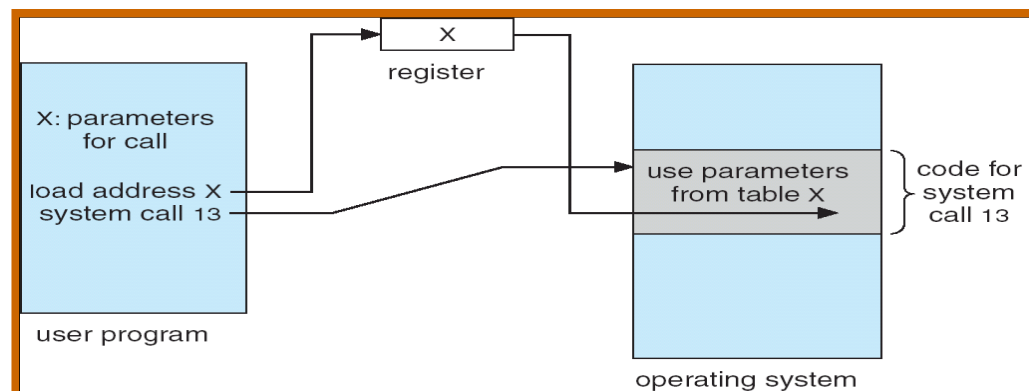 X
register
X: parameters
for call
load address X
system call 13
user program
use parameters
from table X
code for
system
call 13
operating system